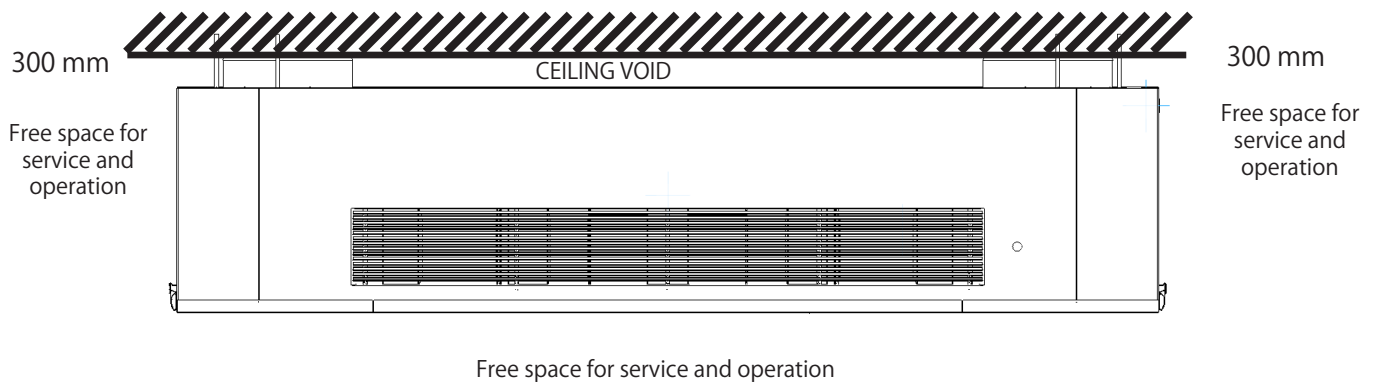 300 mm
CEILING VOID
300 mm
Free space for
service and
operation
Free space for
service and
operation
Free space for service and operation